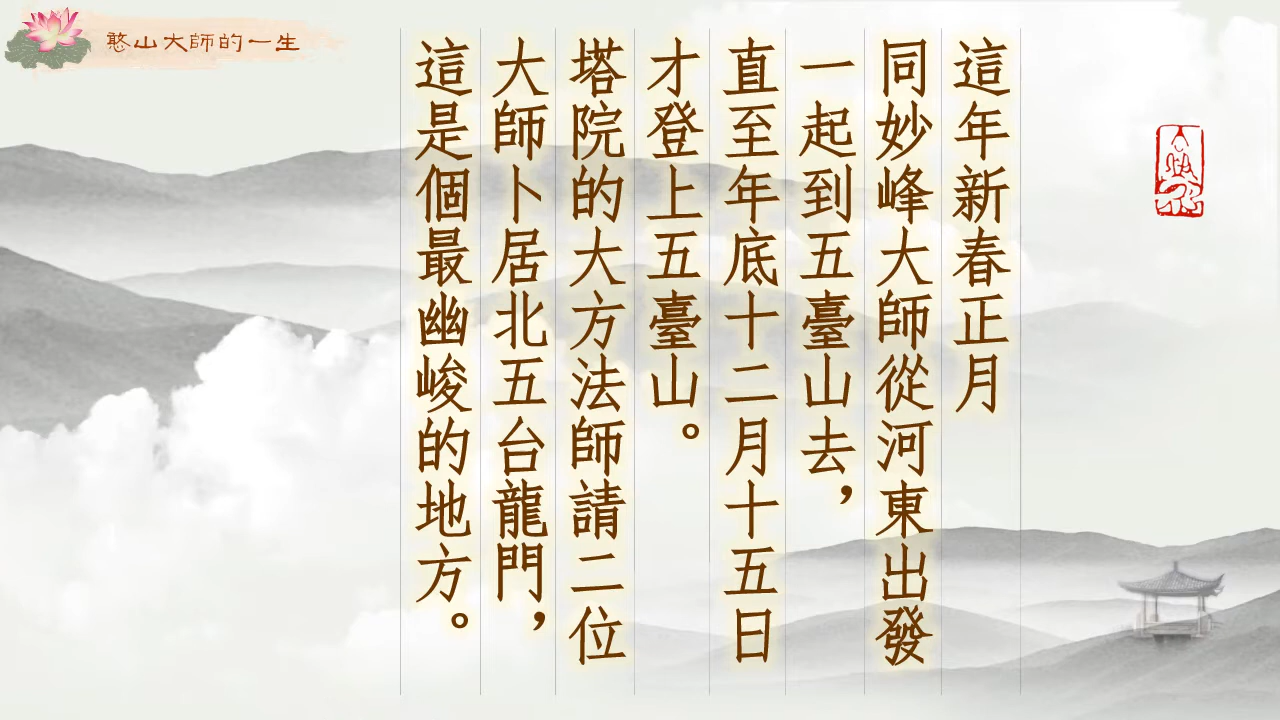 憨山大師的一生
這年新春正月
同妙峰大師從河東出發
一起到五臺山去，
直至年底十二月十五日
才登上五臺山。
塔院的大方法師請二位
大師卜居北五台龍門，
這是個最幽峻的地方。